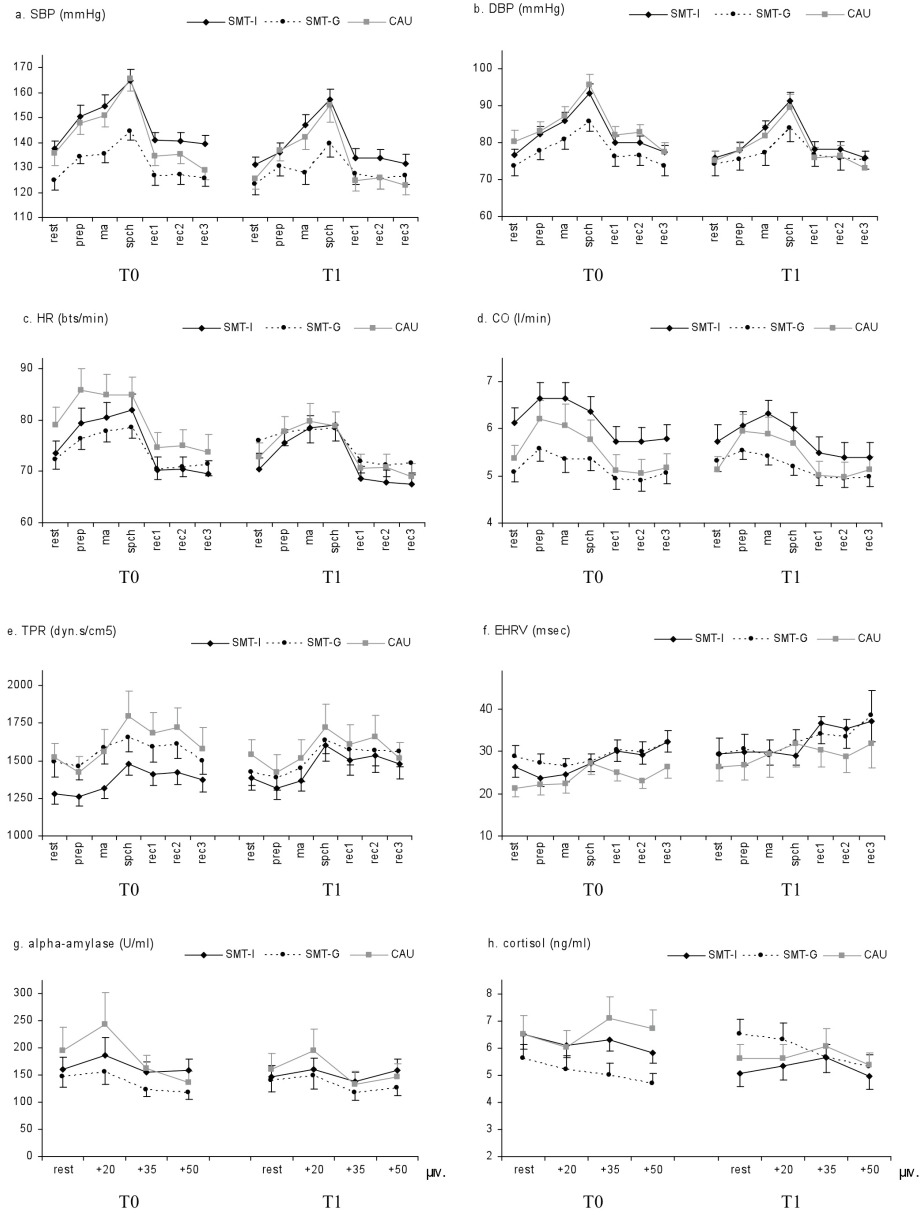 a. SBP (mmHg)
SMT-I SMT-G CAU
170
160
150
140
130
120
110
rest prep ma spch rec1 rec2 rec3 rest prep ma spch rec1 rec2 rec3
T0 T1
b. DBP (mmHg)
SMT-I SMT-G CAU
100
90
80
70
60
rest prep ma spch rec1 rec2 rec3 rest prep ma spch rec1 rec2 rec3
T0 T1
c. HR (bts/min)
SMT-I SMT-G CAU
90
80
70
60
rest prep ma spch rec1 rec2 rec3 rest prep ma spch rec1 rec2 rec3
T0 T1
d. CO (l/min)
SMT-I SMT-G CAU
7
6
5
4
rest prep ma spch rec1 rec2 rec3 rest prep ma spch rec1 rec2 rec3
T0 T1
e. TPR (dyn.s/cm5)
SMT-I SMT-G CAU
2000
1750
1500
1250
1000
rest prep ma spch rec1 rec2 rec3 rest prep ma spch rec1 rec2 rec3
T0 T1
f. EHRV (msec)
SMT-I SMT-G CAU
40
30
20
10
rest prep ma spch rec1 rec2 rec3 rest prep ma spch rec1 rec2 rec3
T0 T1
g. alpha-amylase (U/ml)
SMT-I SMT-G CAU
300
250
200
150
100
50
0
rest +20 +35 +50 rest +20 +35 +50 μιν.
T0 T1
h. cortisol (ng/ml)
SMT-I SMT-G CAU
8
7
6
5
4
3
2
rest +20 +35 +50 rest +20 +35 +50 μιν.
T0 T1